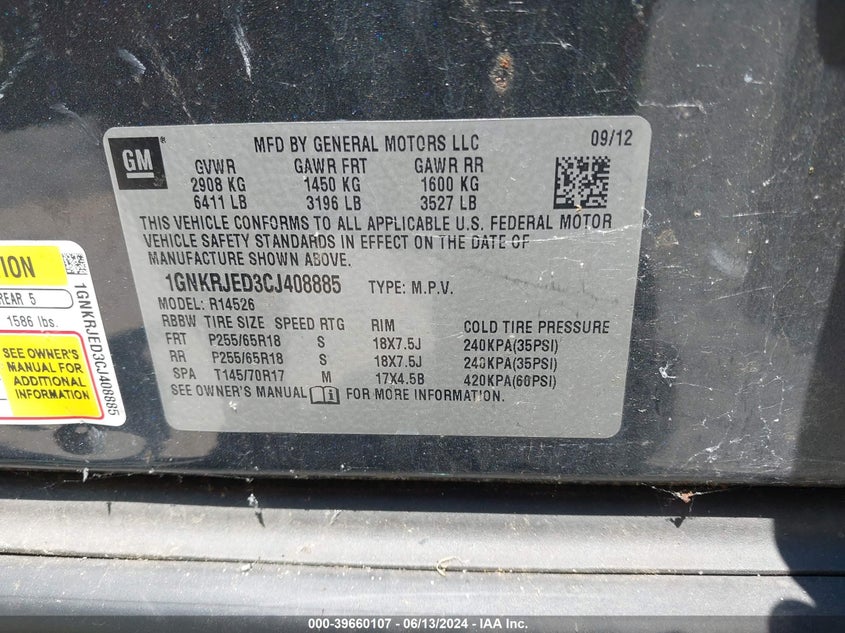 GM
MFD BY GENERAL MOTORS LLC 09/12
GVWR GAWR FRT GAWR RR
2908 KG 1450 KG 1600 KG
6411 LB 3196 LB 3527 LB
THIS VEHICLE CONFORMS TO ALL APPLICABLE U.S. FEDERAL MOTOR
VEHICLE SAFETY STANDARDS IN EFFECT ON THE DATE OF
MANUFACTURE SHOWN ABOVE.
1GNKRJED3CJ408885 TYPE: M.P.V.
MODEL: R14526
RBBW TIRE SIZE SPEED RTG RIM COLD TIRE PRESSURE
FRT P255/65R18 S 18X7.5J 240KPA(35PSI)
RR P255/65R18 S 18X7.5J 240KPA(35PSI)
SPA T145/70R17 M 17X4.5B 420KPA(60PSI)
SEE OWNER'S MANUAL FOR MORE INFORMATION.
REAR 5
1586 lbs.
SEE OWNER'S
MANUAL FOR
ADDITIONAL
INFORMATION
1GNKRJED3CJ408885
000-39660107 - 06/13/2024 - IAA Inc.